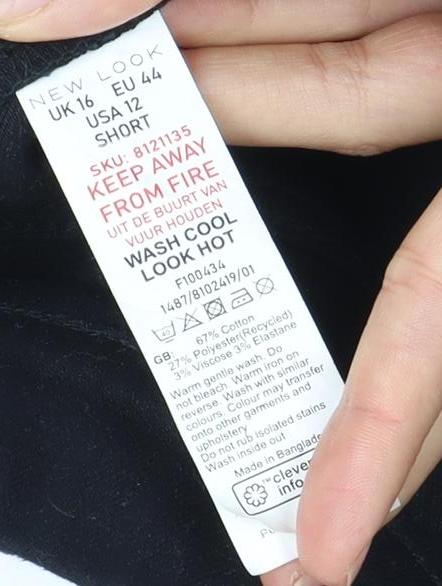 NEW LOOK
UK 16 EU 44
USA 12
SHORT
SKU: 8121135
KEEP AWAY
FROM FIRE
UIT DE BUURT VAN
VUUR HOUDEN
WASH COOL
LOOK HOT
F100434
1487/8102419/01
40
GB: 67% Cotton
27% Polyester(Recycled)
3% Viscose 3% Elastane
Warm gentle wash. Do
not bleach. Warm iron on
reverse. Wash with similar
colours. Colour may transfer
onto other garments and
upholstery
Do not rub isolated stains
Wash inside out
Made in Banglade
™clever
info